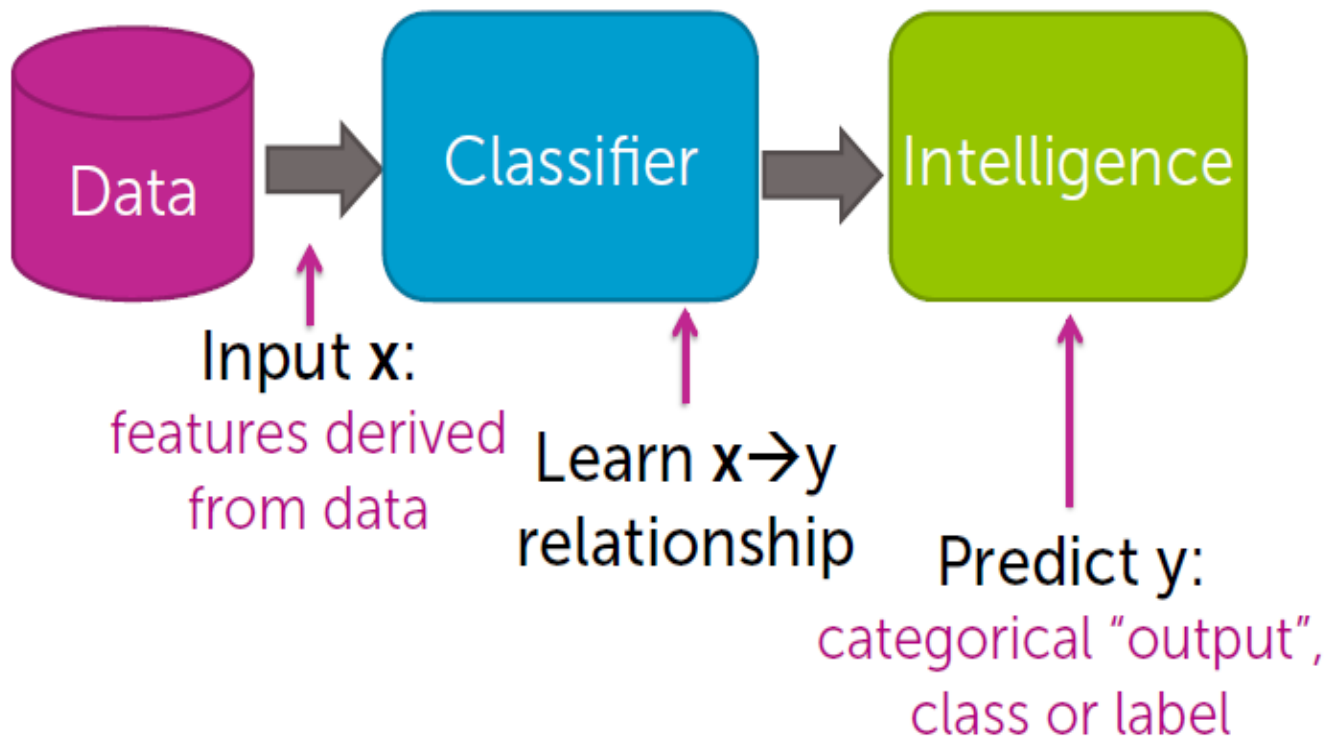 Data
Classifier
Intelligence
Input x:
features derived
from data
Learn x→y
relationship
Predict y:
categorical "output",
class or label